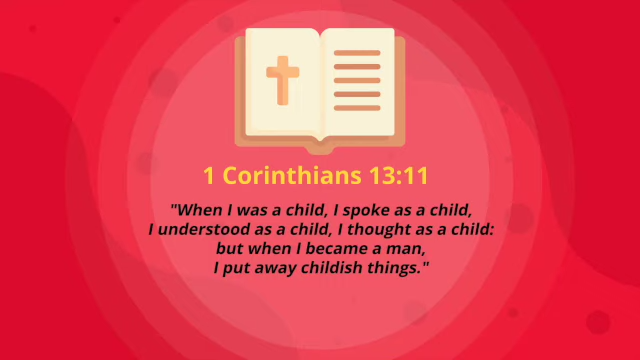 1 Corinthians 13:11
"When I was a child, I spoke as a child,
I understood as a child, I thought as a child:
but when I became a man,
I put away childish things."